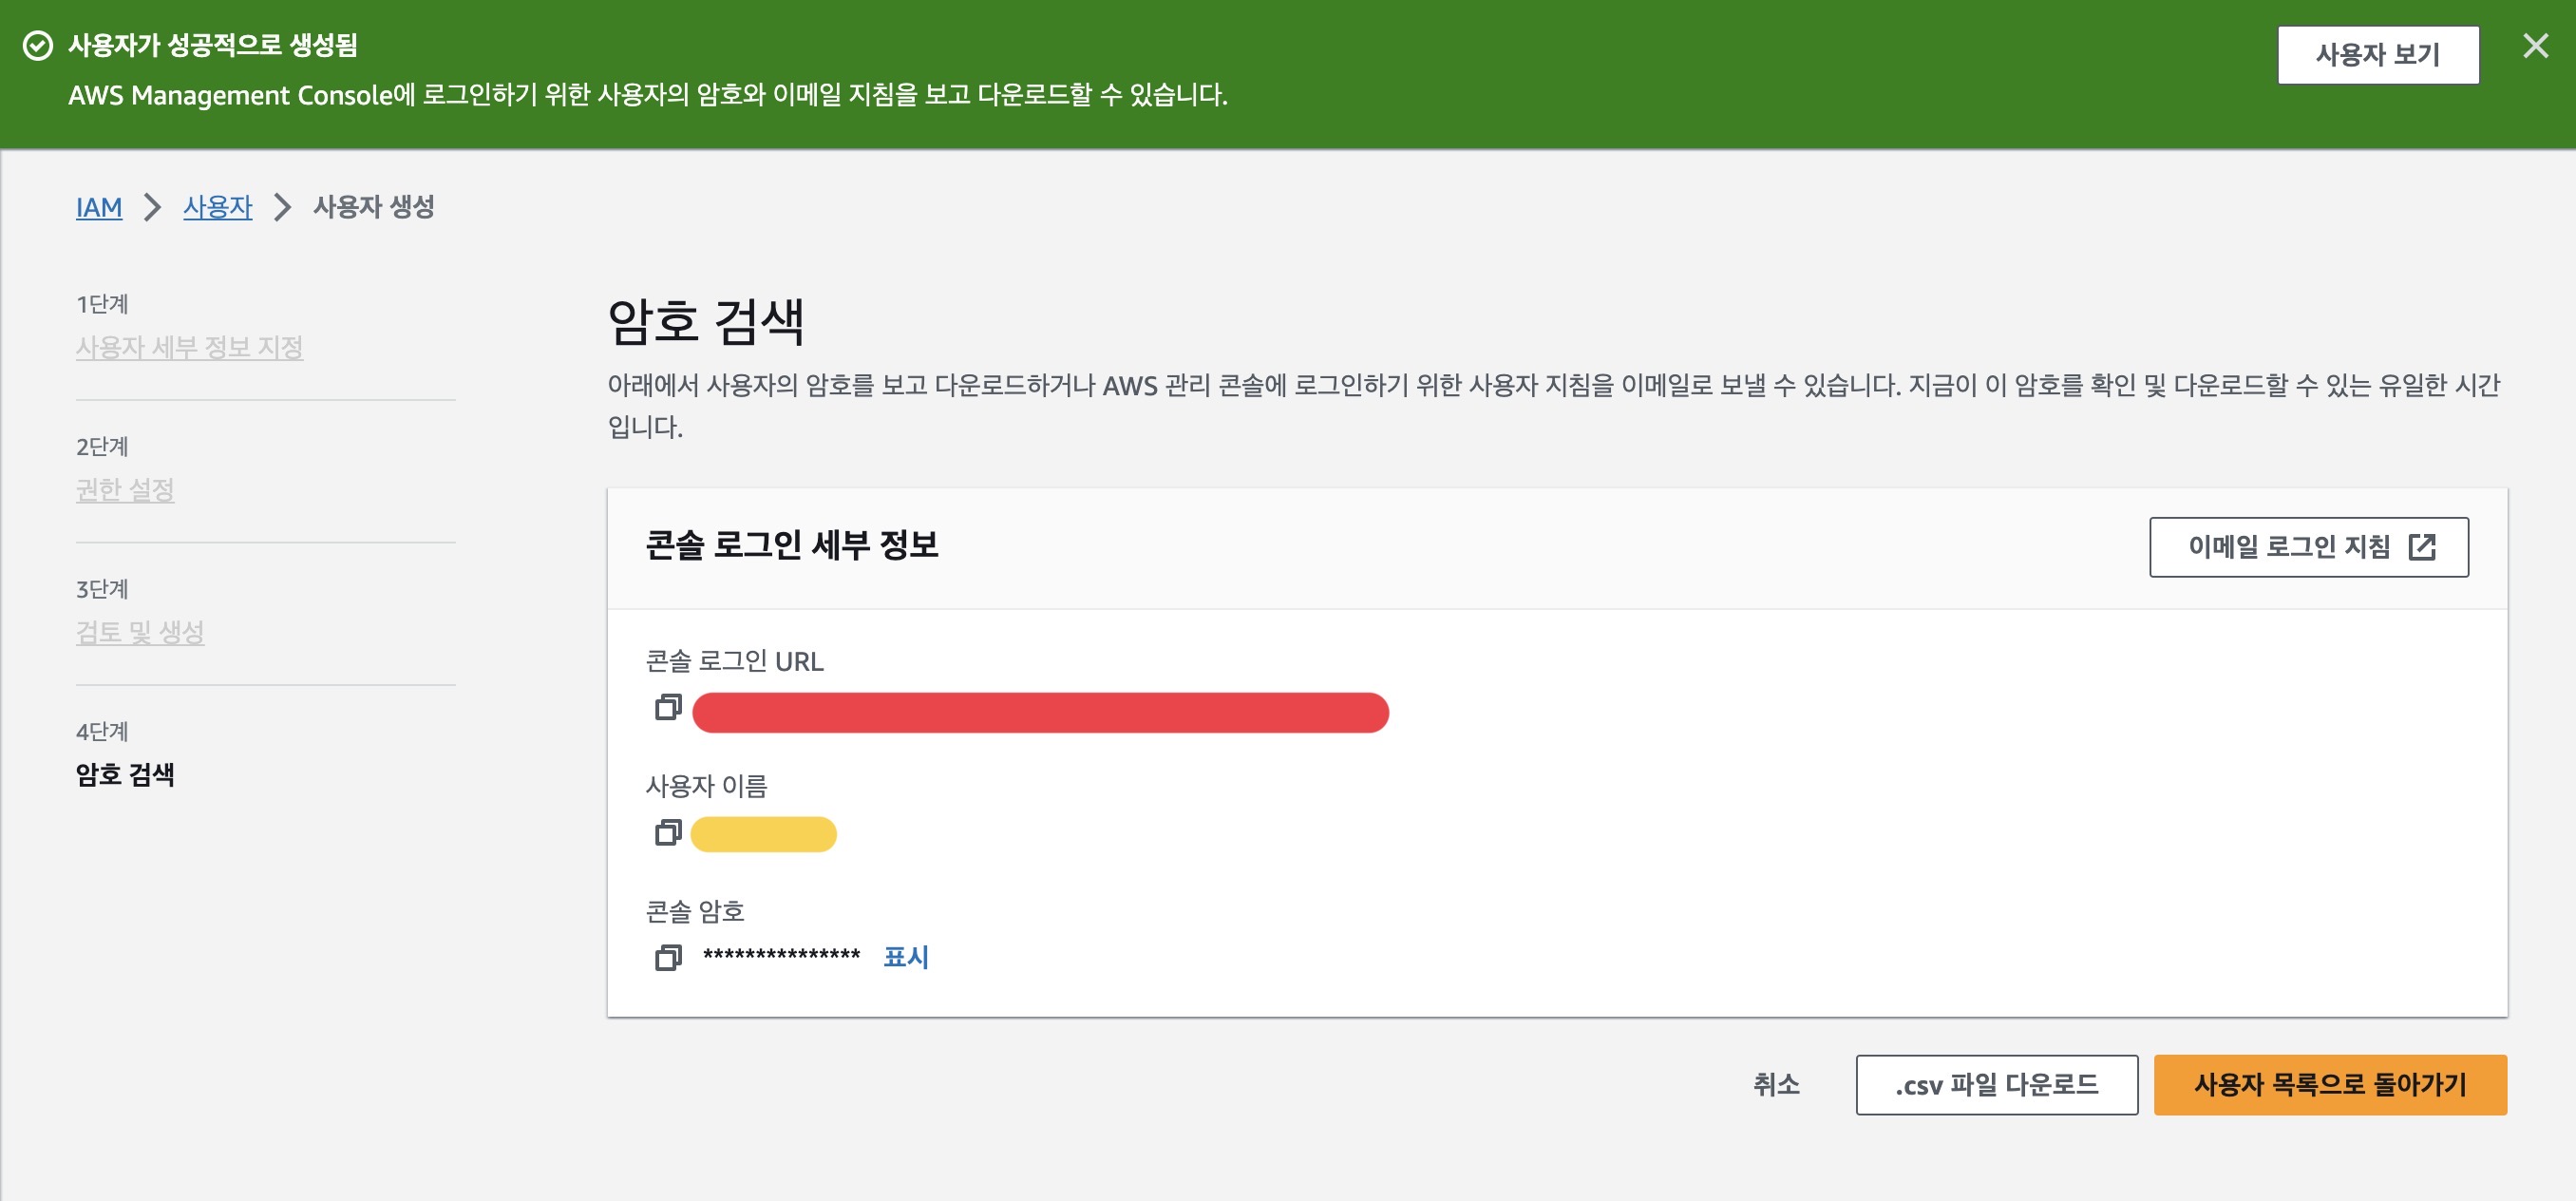 사용자가 성공적으로 생성됨
AWS Management Console에 로그인하기 위한 사용자의 암호와 이메일 지침을 보고 다운로드할 수 있습니다.
사용자 보기
IAM
사용자
사용자 생성
1단계
사용자 세부 정보 지정
2단계
권한 설정
3단계
검토 및 생성
4단계
암호 검색
암호 검색
아래에서 사용자의 암호를 보고 다운로드하거나 AWS 관리 콘솔에 로그인하기 위한 사용자 지침을 이메일로 보낼 수 있습니다. 지금이 이 암호를 확인 및 다운로드할 수 있는 유일한 시간
입니다.
콘솔 로그인 세부 정보
이메일 로그인 지침
콘솔 로그인 URL
사용자 이름
콘솔 암호
*************** 표시
취소
.csv 파일 다운로드
사용자 목록으로 돌아가기